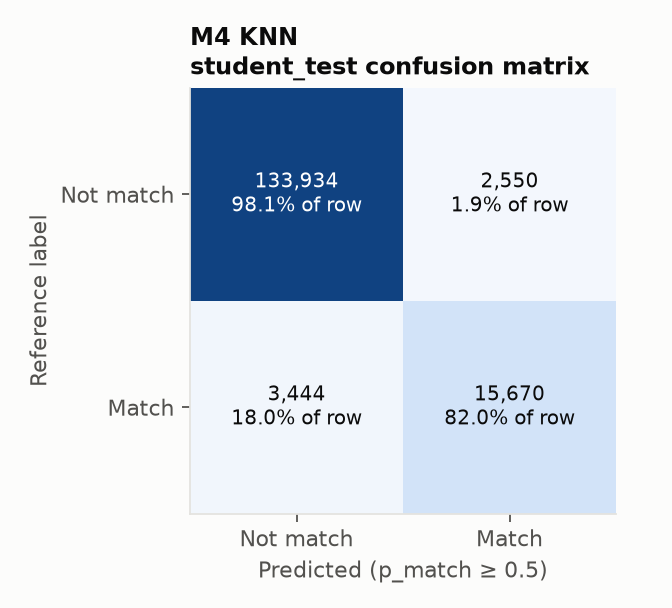 M4 KNN
student_test confusion matrix
Not match
133,934
98.1% of row
2,550
1.9% of row
Reference label
Match
3,444
18.0% of row
15,670
82.0% of row
Not match
Match
Predicted (p_match ≥ 0.5)